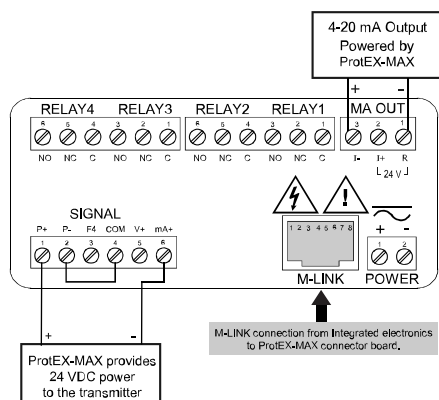 4-20 mA Output
Powered by
ProtEX-MAX
+ -
RELAY4 RELAY3 RELAY2 RELAY1 MA OUT
6 5 4 3 2 1 6 5 4 3 2 1 3 2 1
NO NC C NO NC C NO NC C NO NC C I- I+ R
24 V
SIGNAL
P+ P- F4 COM V+ mA+
1 2 3 4 5 6
1 2 3 4 5 6 7 8
+ -
1 2
M-LINK POWER
+ -
M-LINK connection from Integrated electronics
to ProtEX-MAX connector board.
ProtEX-MAX provides
24 VDC power
to the transmitter